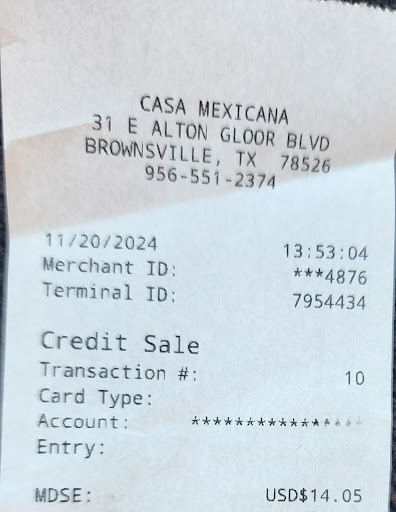 CASA MEXICANA
31 E ALTON GLOOR BLVD
BROWNSVILLE, TX 78526
956-551-2374
11/20/2024 13:53:04
Merchant ID: ***4876
Terminal ID: 7954434
Credit Sale
Transaction #: 10
Card Type:
Account: ****************
Entry:
MDSE: USD$14.05